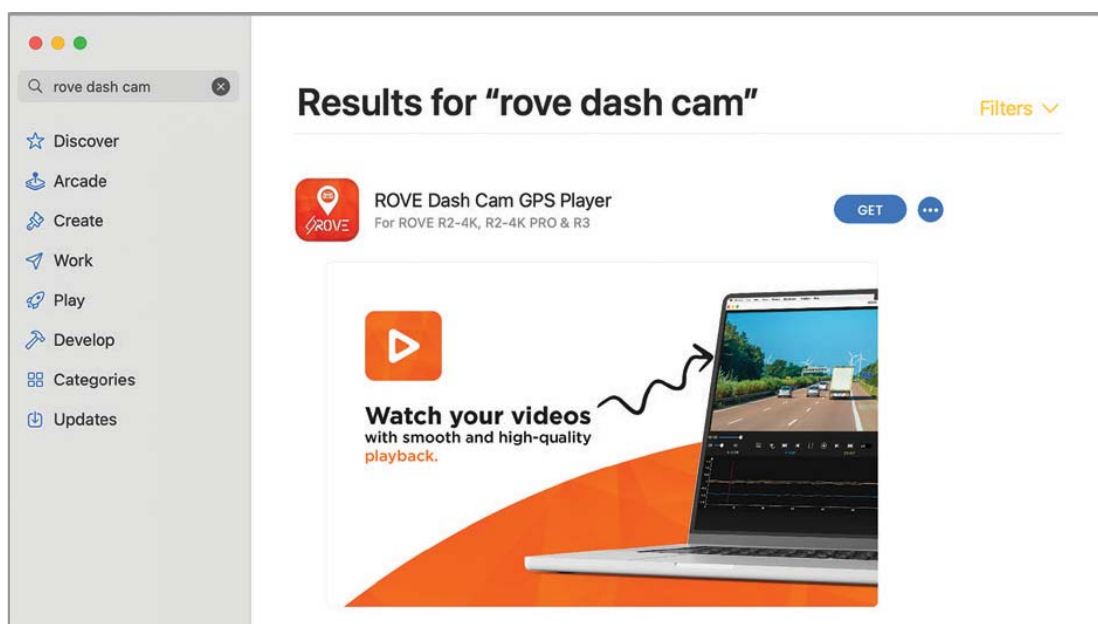 rove dash cam
Discover
Arcade
Create
Work
Play
Develop
Categories
Updates
Results for “rove dash cam”
Filters
ROVE
ROVE Dash Cam GPS Player
For ROVE R2-4K, R2-4K PRO & R3
GET
Watch your videos
with smooth and high-quality
playback.